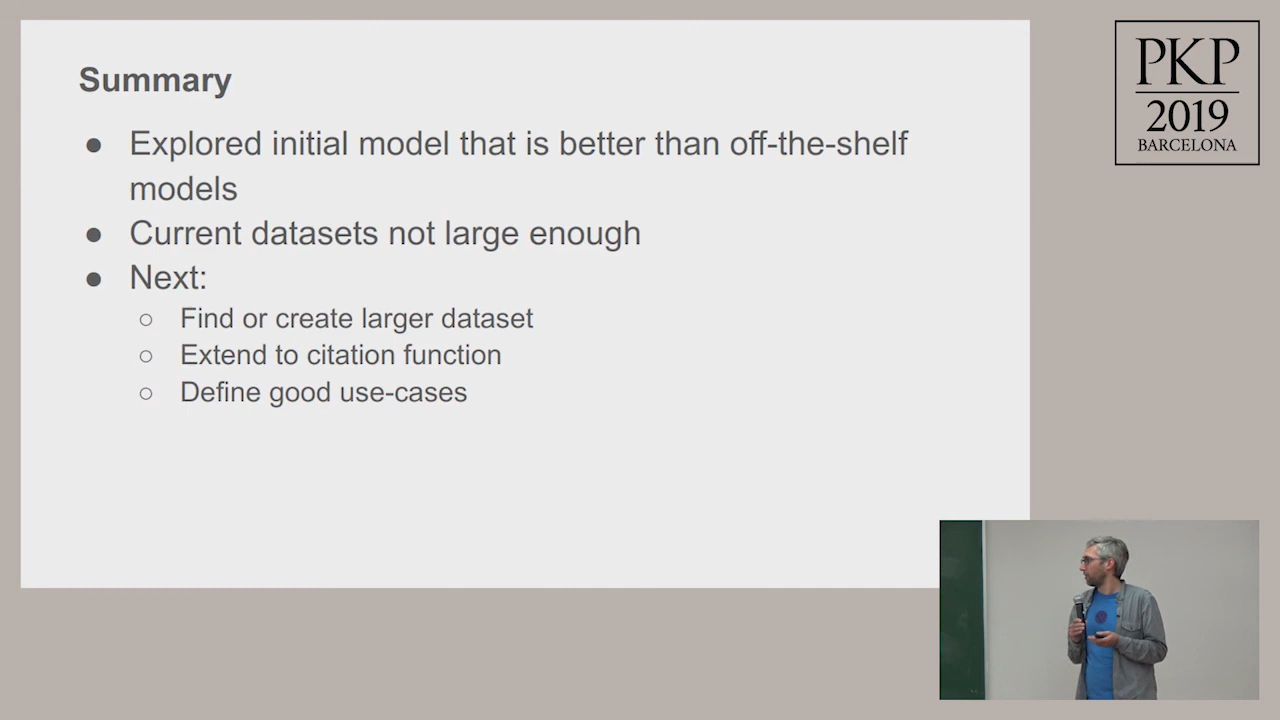 Summary
● Explored initial model that is better than off-the-shelf
models
● Current datasets not large enough
● Next:
○ Find or create larger dataset
○ Extend to citation function
○ Define good use-cases
PKP
2019
BARCELONA